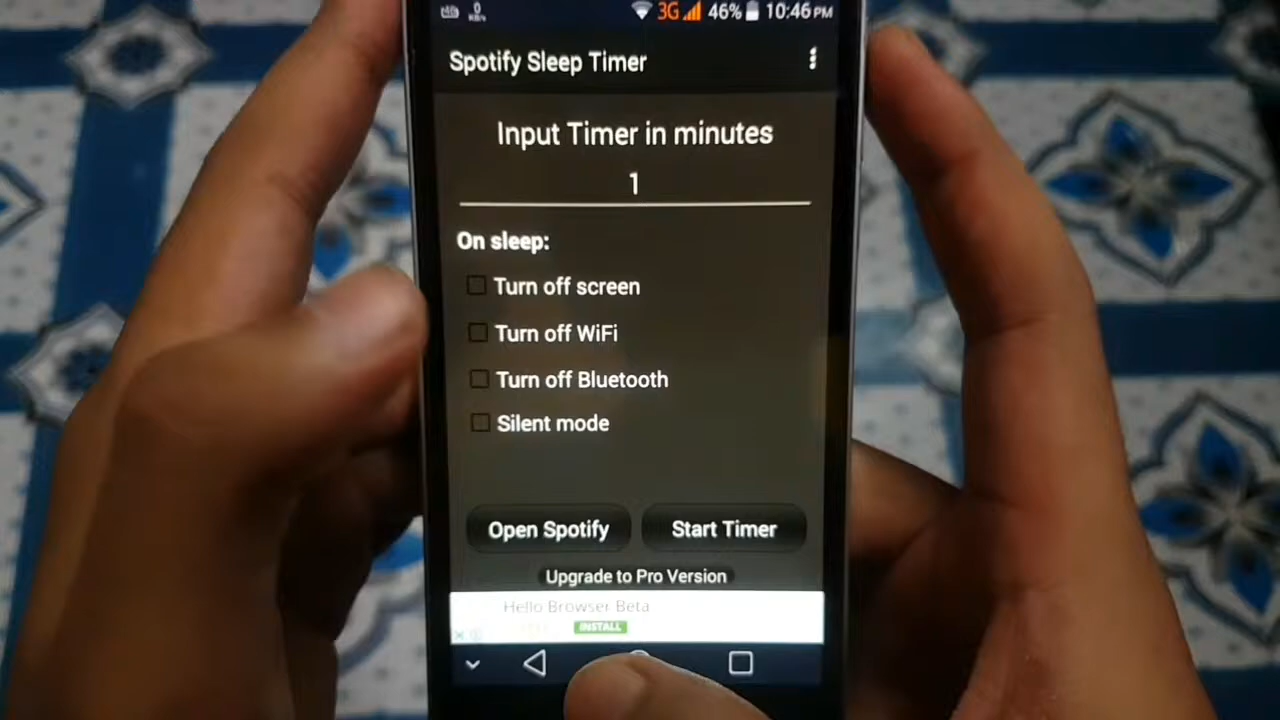 0 3G 46% 10:46 PM
KB/s
Spotify Sleep Timer
Input Timer in minutes
1
On sleep:
Turn off screen
Turn off WiFi
Turn off Bluetooth
Silent mode
Open Spotify Start Timer
Upgrade to Pro Version
Hello Browser Beta
INSTALL